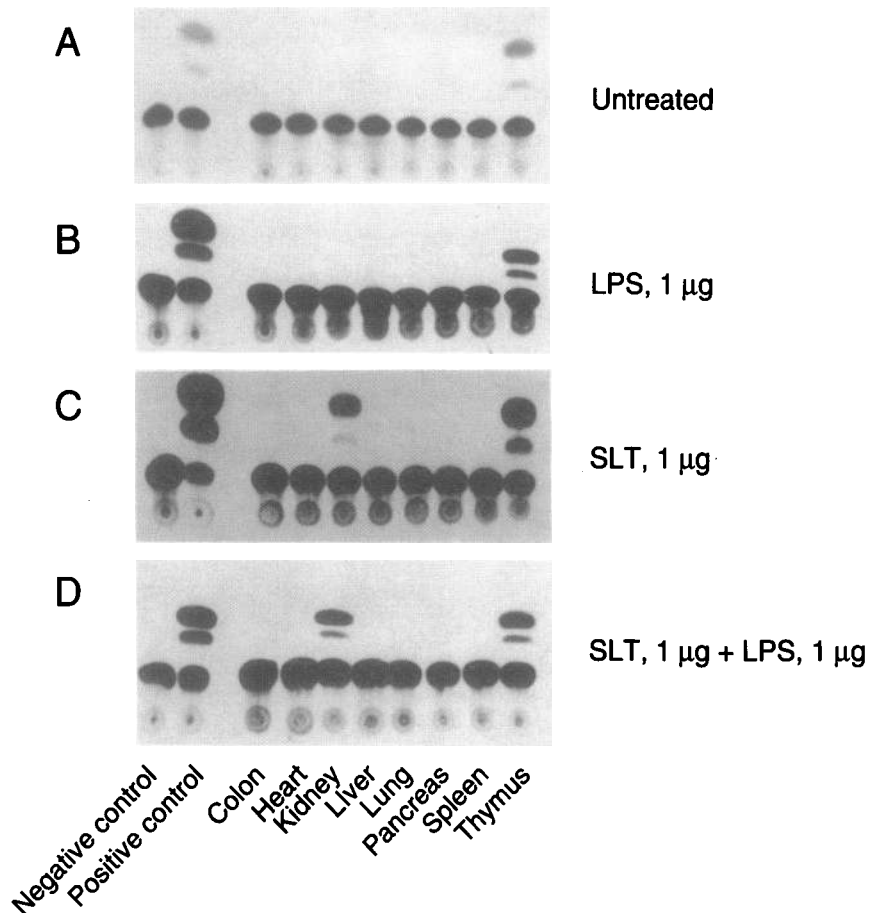 A
Untreated
B
LPS, 1 µg
C
SLT, 1 µg
D
SLT, 1 µg + LPS, 1 µg
Negative control
Positive control
Colon
Heart
Kidney
Liver
Lung
Pancreas
Spleen
Thymus